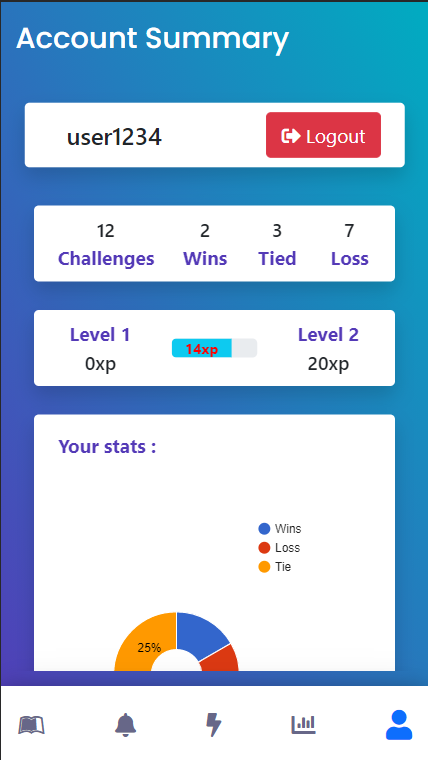 Account Summary
user1234
Logout
12 2 3 7
Challenges Wins Tied Loss
Level 1 14xp Level 2
0xp 20xp
Your stats :
Wins
Loss
Tie
25%